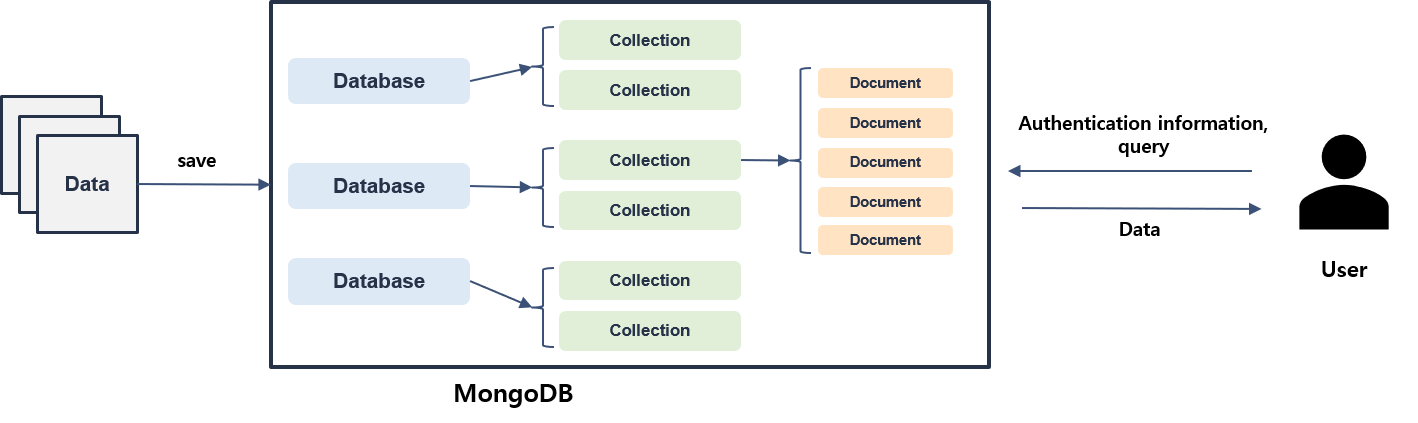 Data
save
Database
Database
Database
Collection
Collection
Collection
Collection
Collection
Collection
Document
Document
Document
Document
Document
MongoDB
Authentication information,
query
Data
User